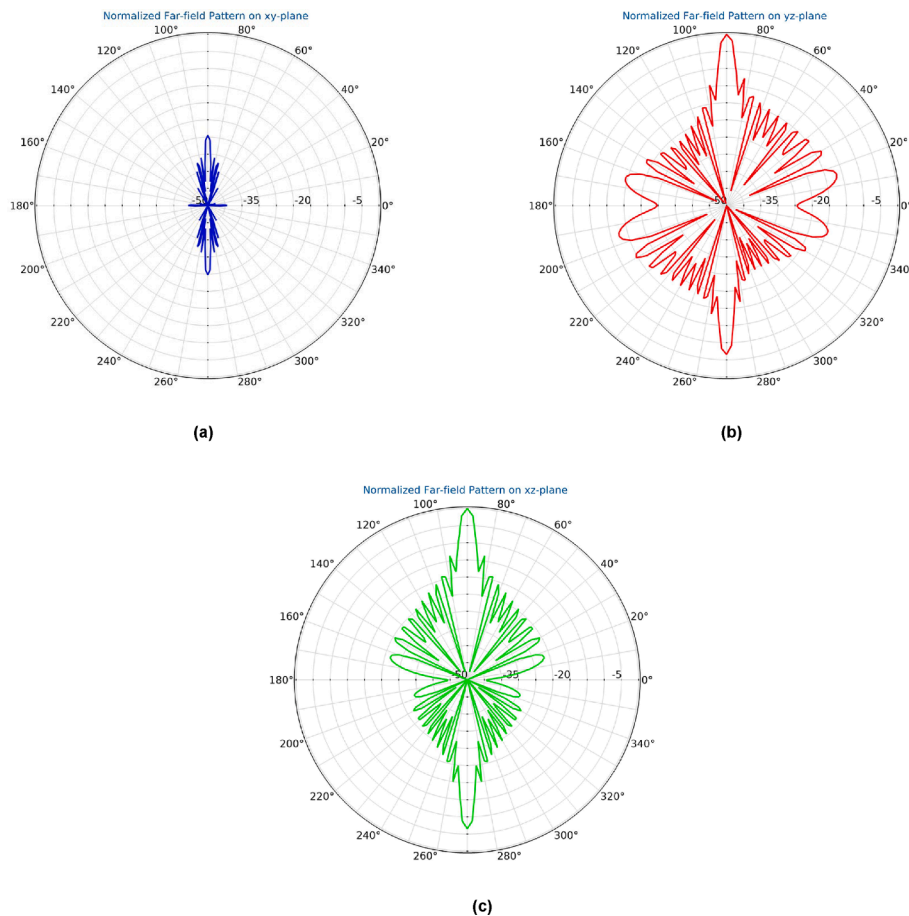 Normalized Far-field Pattern on xy-plane
100° 80°
120° 60°
140° 40°
160° 20°
180° -50 -35 -20 -5 0°
200° 340°
220° 320°
240° 300°
260° 280°
(a)
Normalized Far-field Pattern on yz-plane
100° 80°
120° 60°
140° 40°
160° 20°
180° -50 -35 -20 -5 0°
200° 340°
220° 320°
240° 300°
260° 280°
(b)
Normalized Far-field Pattern on xz-plane
100° 80°
120° 60°
140° 40°
160° 20°
180° -50 -35 -20 -5 0°
200° 340°
220° 320°
240° 300°
260° 280°
(c)